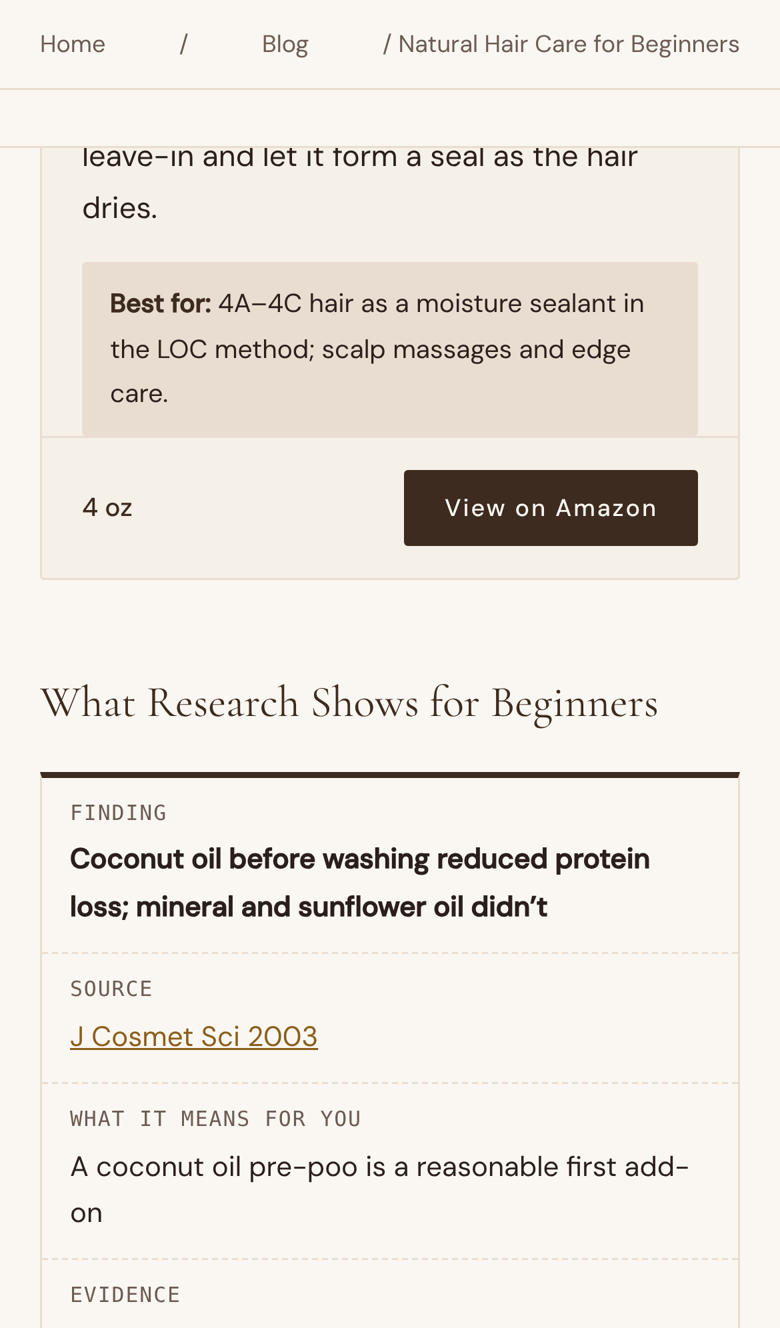 Home / Blog / Natural Hair Care for Beginners
leave-in and let it form a seal as the hair
dries.
Best for: 4A–4C hair as a moisture sealant in
the LOC method; scalp massages and edge
care.
4 oz
View on Amazon
What Research Shows for Beginners
FINDING
Coconut oil before washing reduced protein
loss; mineral and sunflower oil didn’t
SOURCE
J Cosmet Sci 2003
WHAT IT MEANS FOR YOU
A coconut oil pre-poo is a reasonable first add-
on
EVIDENCE